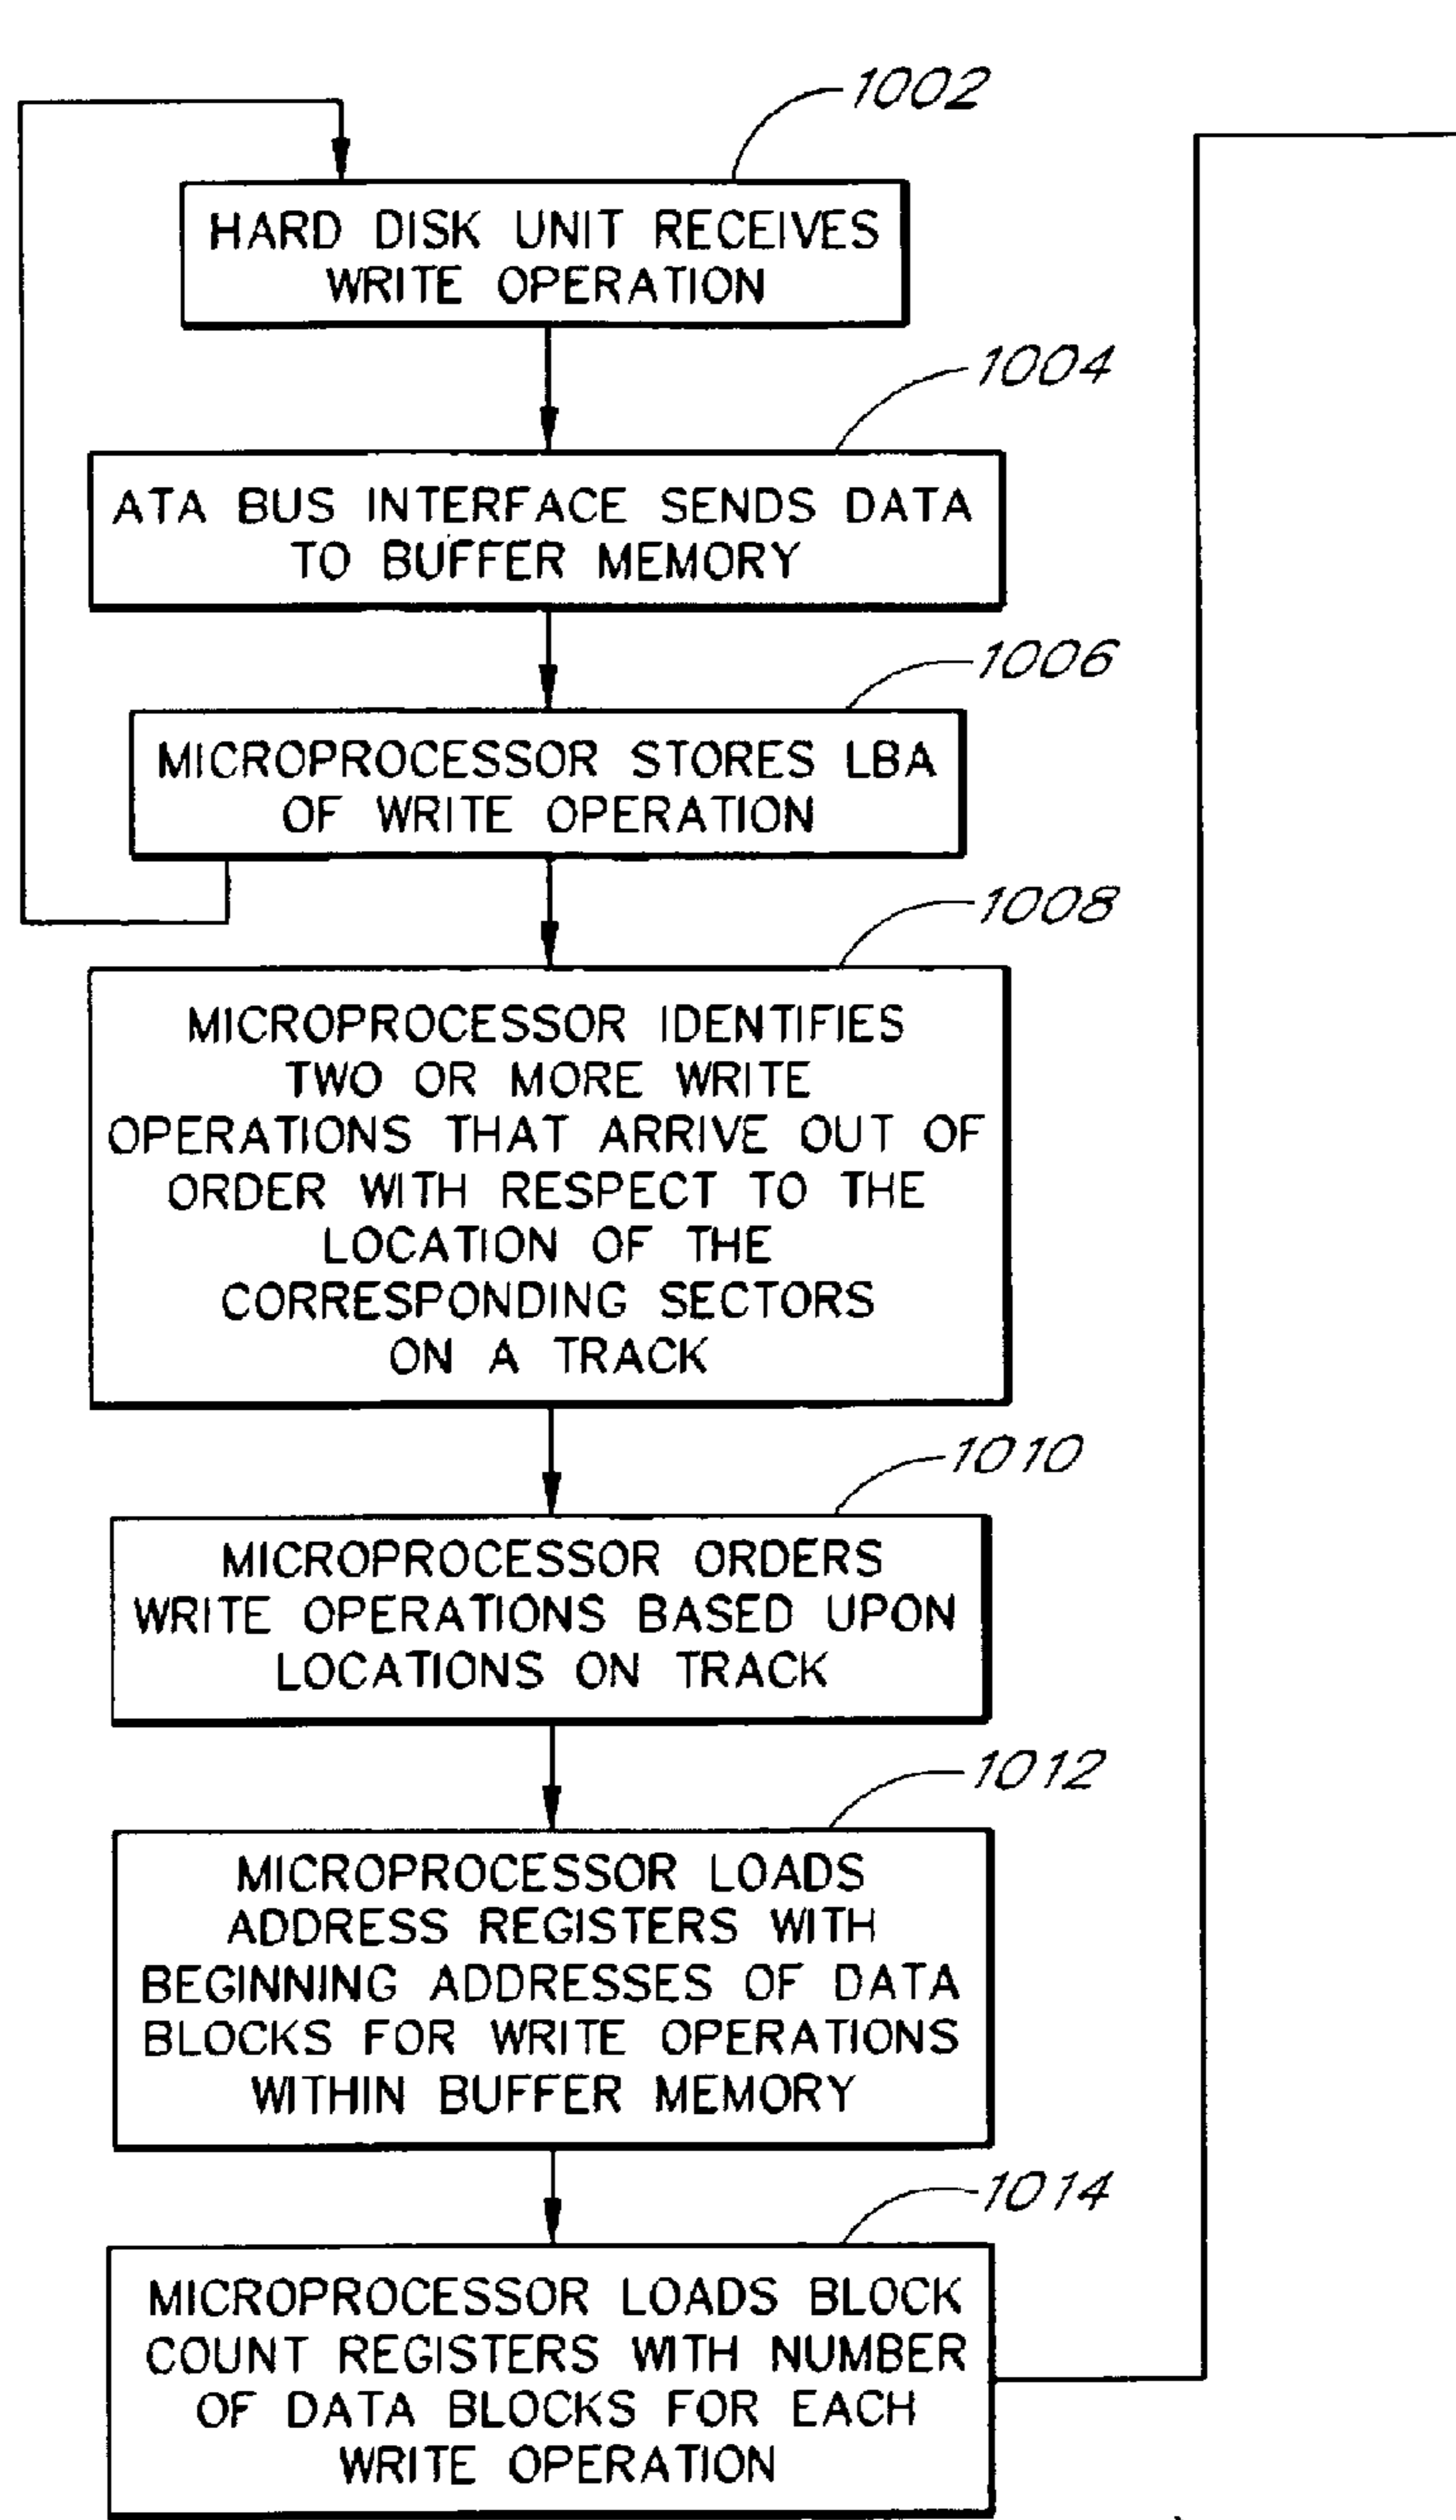 1002
HARD DISK UNIT RECEIVES
WRITE OPERATION
1004
ATA BUS INTERFACE SENDS DATA
TO BUFFER MEMORY
1006
MICROPROCESSOR STORES LBA
OF WRITE OPERATION
1008
MICROPROCESSOR IDENTIFIES
TWO OR MORE WRITE
OPERATIONS THAT ARRIVE OUT OF
ORDER WITH RESPECT TO THE
LOCATION OF THE
CORRESPONDING SECTORS
ON A TRACK
1010
MICROPROCESSOR ORDERS
WRITE OPERATIONS BASED UPON
LOCATIONS ON TRACK
1012
MICROPROCESSOR LOADS
ADDRESS REGISTERS WITH
BEGINNING ADDRESSES OF DATA
BLOCKS FOR WRITE OPERATIONS
WITHIN BUFFER MEMORY
1014
MICROPROCESSOR LOADS BLOCK
COUNT REGISTERS WITH NUMBER
OF DATA BLOCKS FOR EACH
WRITE OPERATION